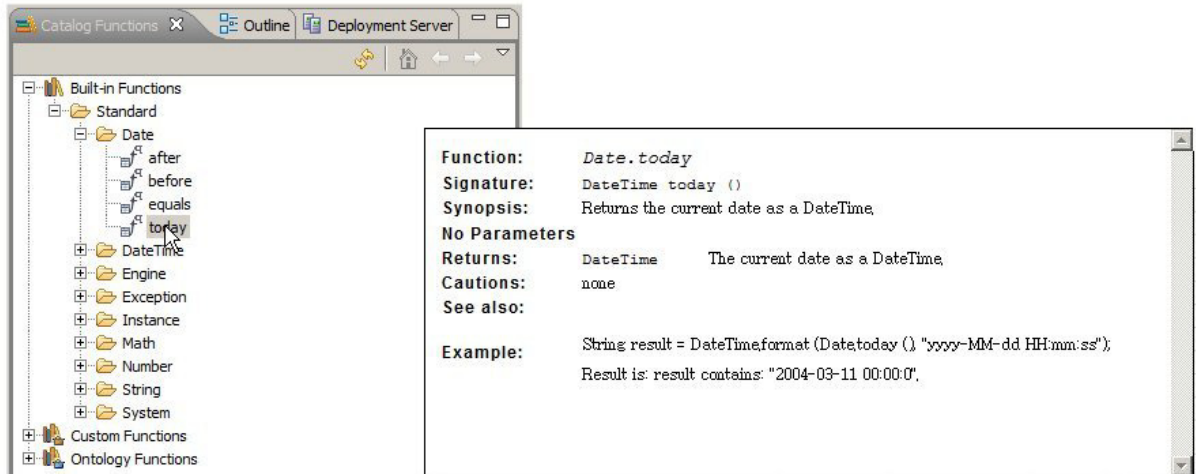 Catalog Functions
Outline
Deployment Server
Built-in Functions
Standard
Date
after
before
equals
today
DateTime
Engine
Exception
Instance
Math
Number
String
System
Custom Functions
Ontology Functions
Function: Date.today
Signature: DateTime today ()
Synopsis: Returns the current date as a DateTime,
No Parameters
Returns: DateTime The current date as a DateTime,
Cautions: none
See also:
Example: String result = DateTime,format (Date,today (), "yyyy-MM-dd HH:mm:ss");
Result is: result contains: "2004-03-11 00:00:0",